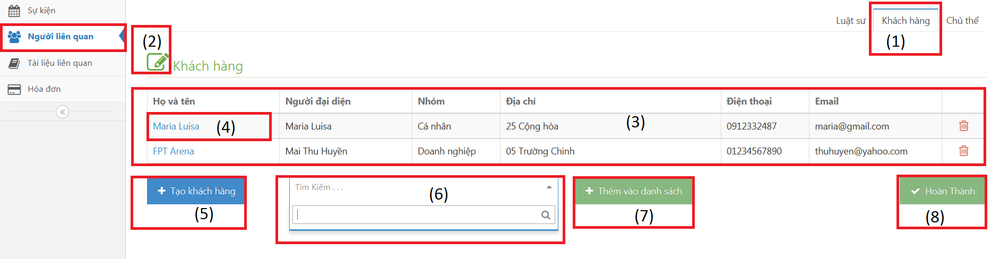 Sự kiện
Người liên quan
Tài liệu liên quan
Hóa đơn
Luật sư Khách hàng Chủ thể
(1)
(2)
Khách hàng
Họ và tên Người đại diện Nhóm Địa chỉ Điện thoại Email
Maria Luisa (4) Maria Luisa Cá nhân 25 Cộng hòa (3) 0912332487 maria@gmail.com
FPT Arena Mai Thu Huyền Doanh nghiệp 05 Trường Chinh 01234567890 thuhuyen@yahoo.com
Tạo khách hàng Tìm Kiếm . . . (6) Thêm vào danh sách Hoàn Thành
(5) (7) (8)